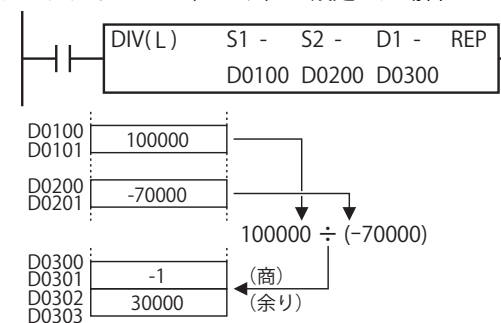 DIV(L) S1 - S2 - D1 - REP
D0100 D0200 D0300
D0100
D0101
100000
D0200
D0201
-70000
100000 ÷ (-70000)
D0300
D0301
-1
(商)
D0302
D0303
30000
(余り)